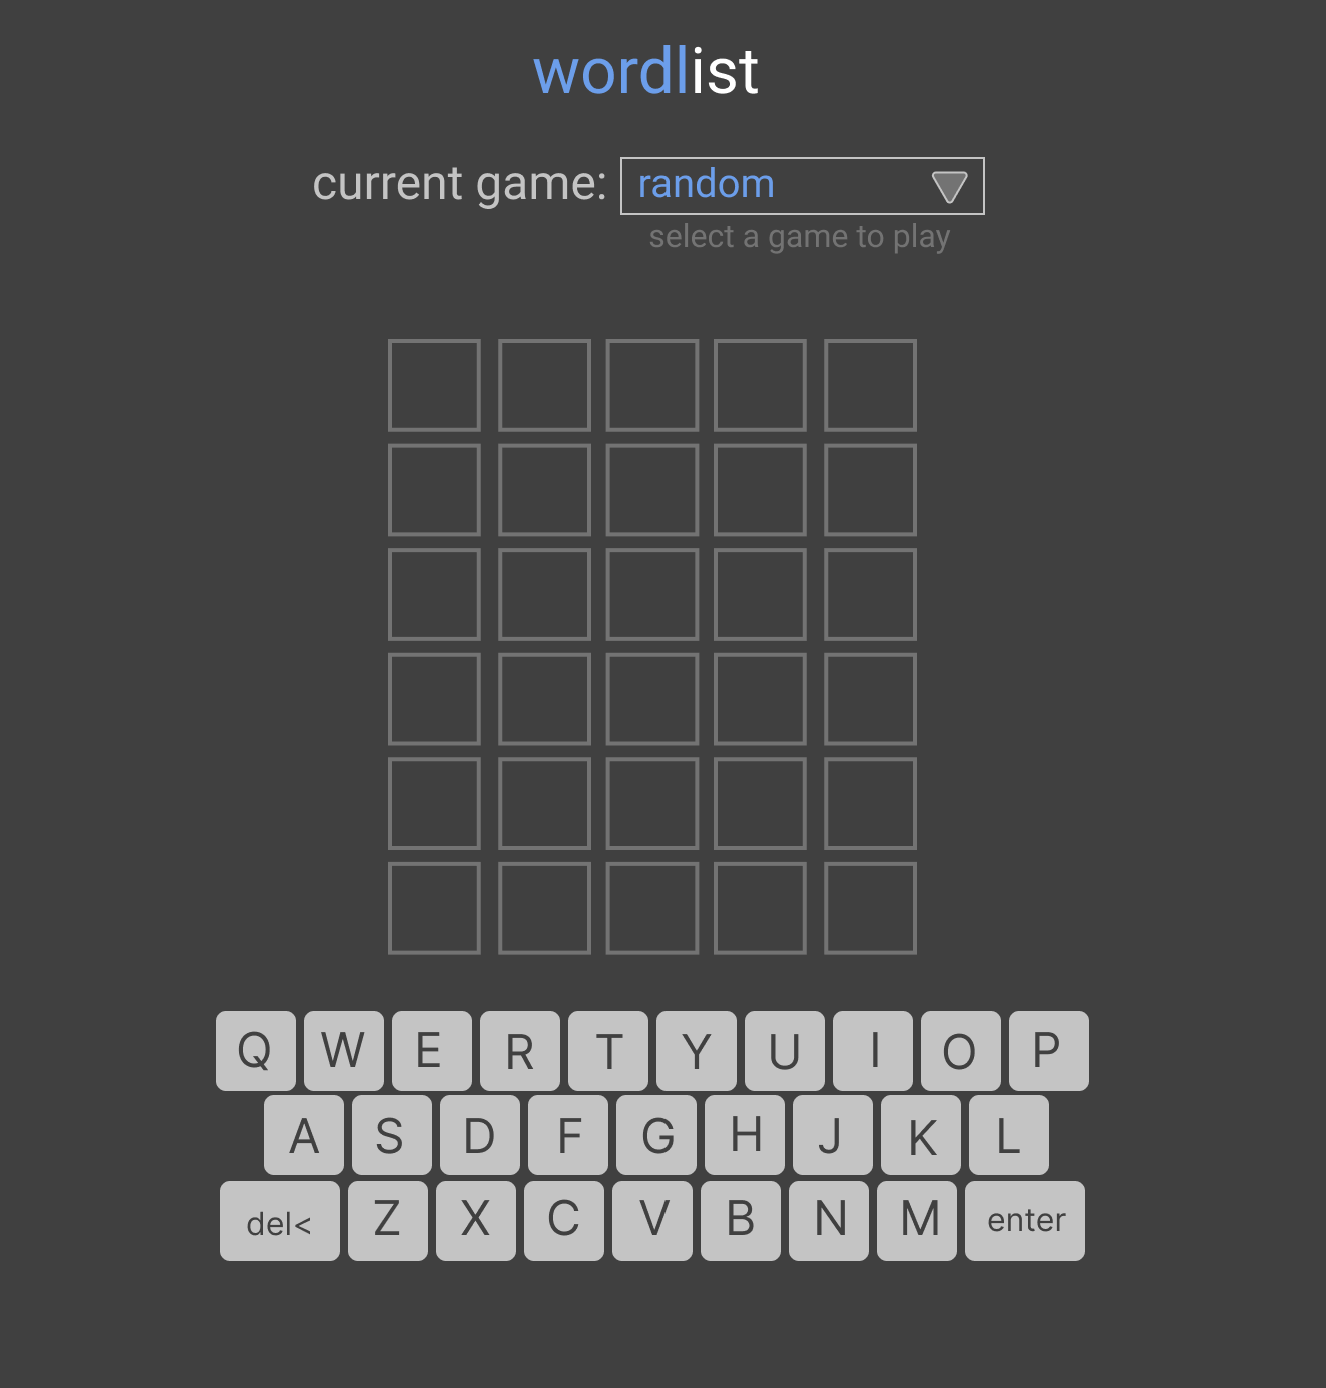 wordlist
current game: random
select a game to play
Q W E R T Y U I O P
A S D F G H J K L
del< Z X C V B N M enter